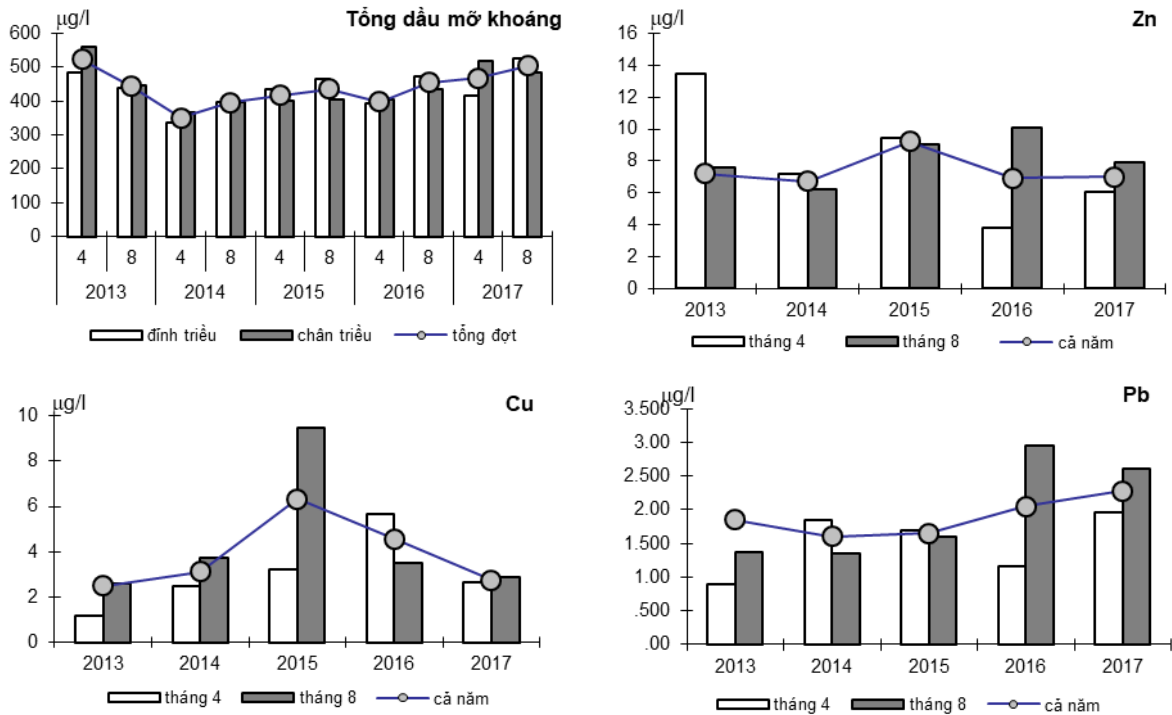 µg/l
Tổng dầu mỡ khoáng
600
500
400
300
200
100
0
4 8 4 8 4 8 4 8 4 8
2013 2014 2015 2016 2017
đỉnh triều chân triều tổng đợt
µg/l
Zn
16
14
12
10
8
6
4
2
0
2013 2014 2015 2016 2017
tháng 4 tháng 8 cả năm
µg/l
Cu
10
8
6
4
2
0
2013 2014 2015 2016 2017
tháng 4 tháng 8 cả năm
µg/l
Pb
3.500
3.00
2.500
2.00
1.500
1.00
.500
.00
2013 2014 2015 2016 2017
tháng 4 tháng 8 cả năm